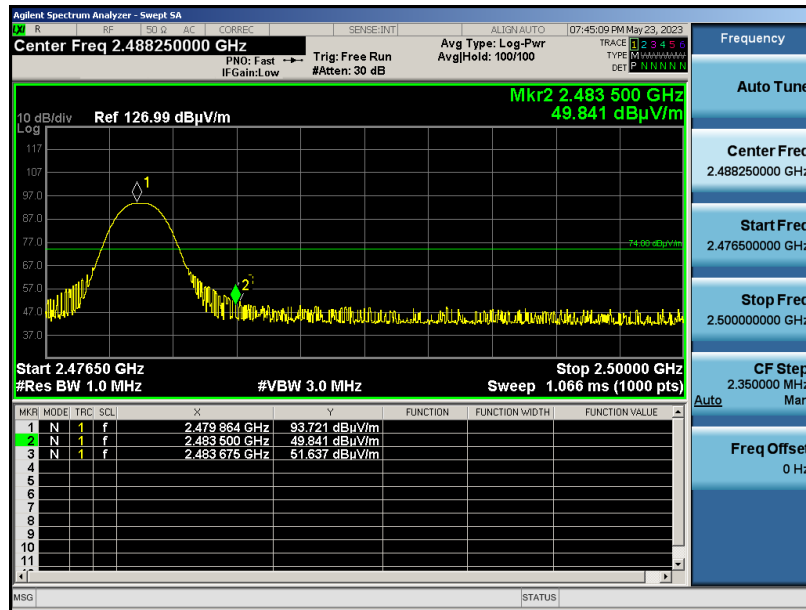 Agilent Spectrum Analyzer - Swept SA
LXI R RF 50 Ω AC CORREC SENSE:INT ALIGN AUTO 07:45:09 PM May 23, 2023
Center Freq 2.488250000 GHz
PNO: Fast
IFGain:Low
Trig: Free Run
#Atten: 30 dB
Avg Type: Log-Pwr
Avg|Hold: 100/100
TRACE 1 2 3 4 5 6
TYPE M W W W W W
DET P N N N N N
Mkr2 2.483 500 GHz
49.841 dBµV/m
10 dB/div Ref 126.99 dBµV/m
Log
117
107
97.0
87.0
77.0
67.0
57.0
47.0
37.0
1
2
74.00 dBµV/m
Start 2.47650 GHz Stop 2.50000 GHz
#Res BW 1.0 MHz #VBW 3.0 MHz Sweep 1.066 ms (1000 pts)
MKR MODE TRC SCL X Y FUNCTION FUNCTION WIDTH FUNCTION VALUE
1 N 1 f 2.479 864 GHz 93.721 dBµV/m
2 N 1 f 2.483 500 GHz 49.841 dBµV/m
3 N 1 f 2.483 675 GHz 51.637 dBµV/m
4
5
6
7
8
9
10
11
MSG STATUS
Frequency
Auto Tune
Center Freq
2.488250000 GHz
Start Freq
2.476500000 GHz
Stop Freq
2.500000000 GHz
CF Step
2.350000 MHz
Auto Man
Freq Offset
0 Hz